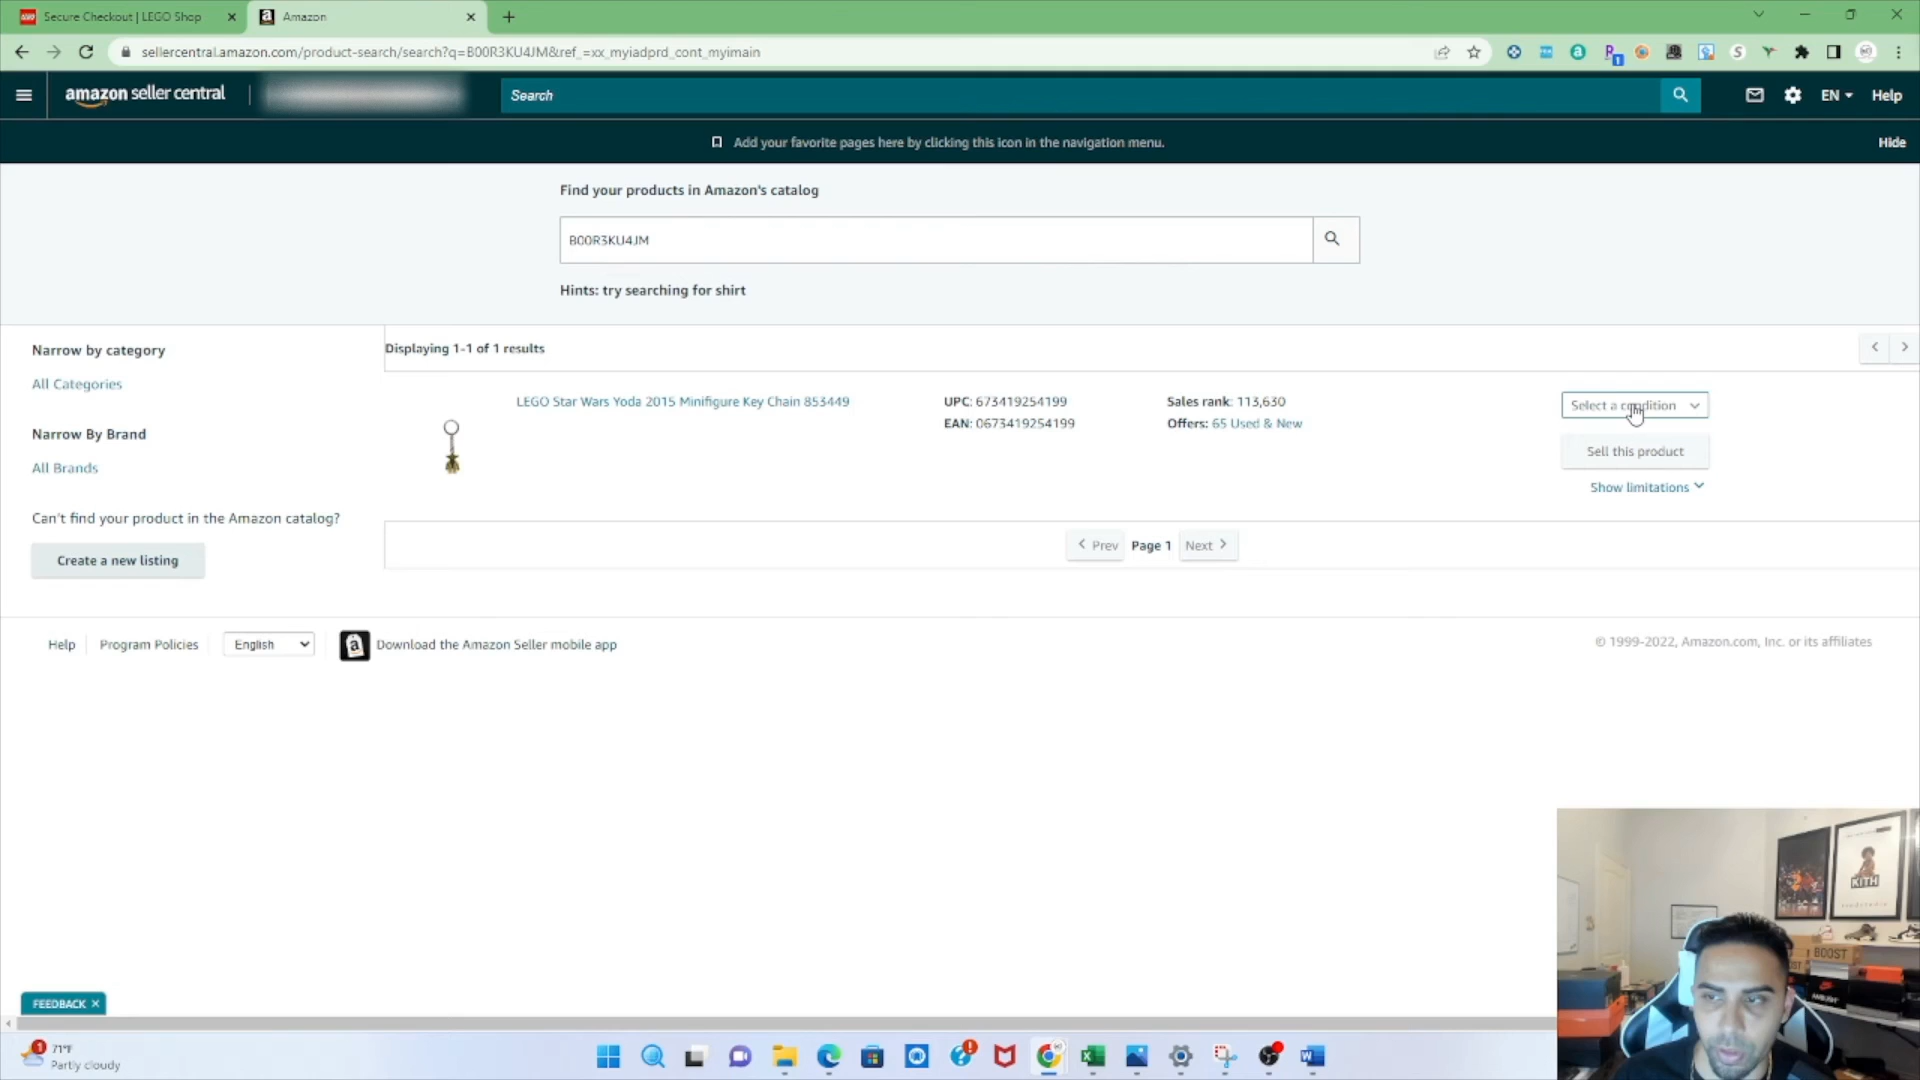 Secure Checkout | LEGO Shop
Amazon
sellercentral.amazon.com/product-search/search?q=B00R3KU4JM&ref_=xx_myiadprd_cont_myimain
amazon seller central
Search
EN
Help
Add your favorite pages here by clicking this icon in the navigation menu.
Hide
Find your products in Amazon's catalog
B00R3KU4JM
Hints: try searching for shirt
Narrow by category
All Categories
Narrow By Brand
All Brands
Can't find your product in the Amazon catalog?
Create a new listing
Displaying 1-1 of 1 results
LEGO Star Wars Yoda 2015 Minifigure Key Chain 853449
UPC: 673419254199
EAN: 0673419254199
Sales rank: 113,630
Offers: 65 Used & New
Select a condition
Sell this product
Show limitations
Prev Page 1 Next
Help
Program Policies
English
Download the Amazon Seller mobile app
© 1999-2022, Amazon.com, Inc. or its affiliates
KITH
BOOST
FEEDBACK ×
1
71°F
Partly cloudy